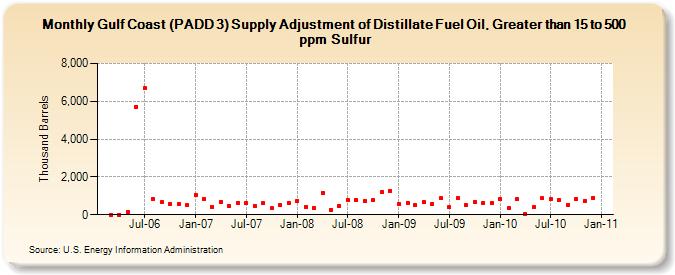 Monthly Gulf Coast (PADD 3) Supply Adjustment of Distillate Fuel Oil, Greater than 15 to 500
ppm Sulfur
Thousand Barrels
8,000
6,000
4,000
2,000
0
Jul-06 Jan-07 Jul-07 Jan-08 Jul-08 Jan-09 Jul-09 Jan-10 Jul-10 Jan-11
Source: U.S. Energy Information Administration